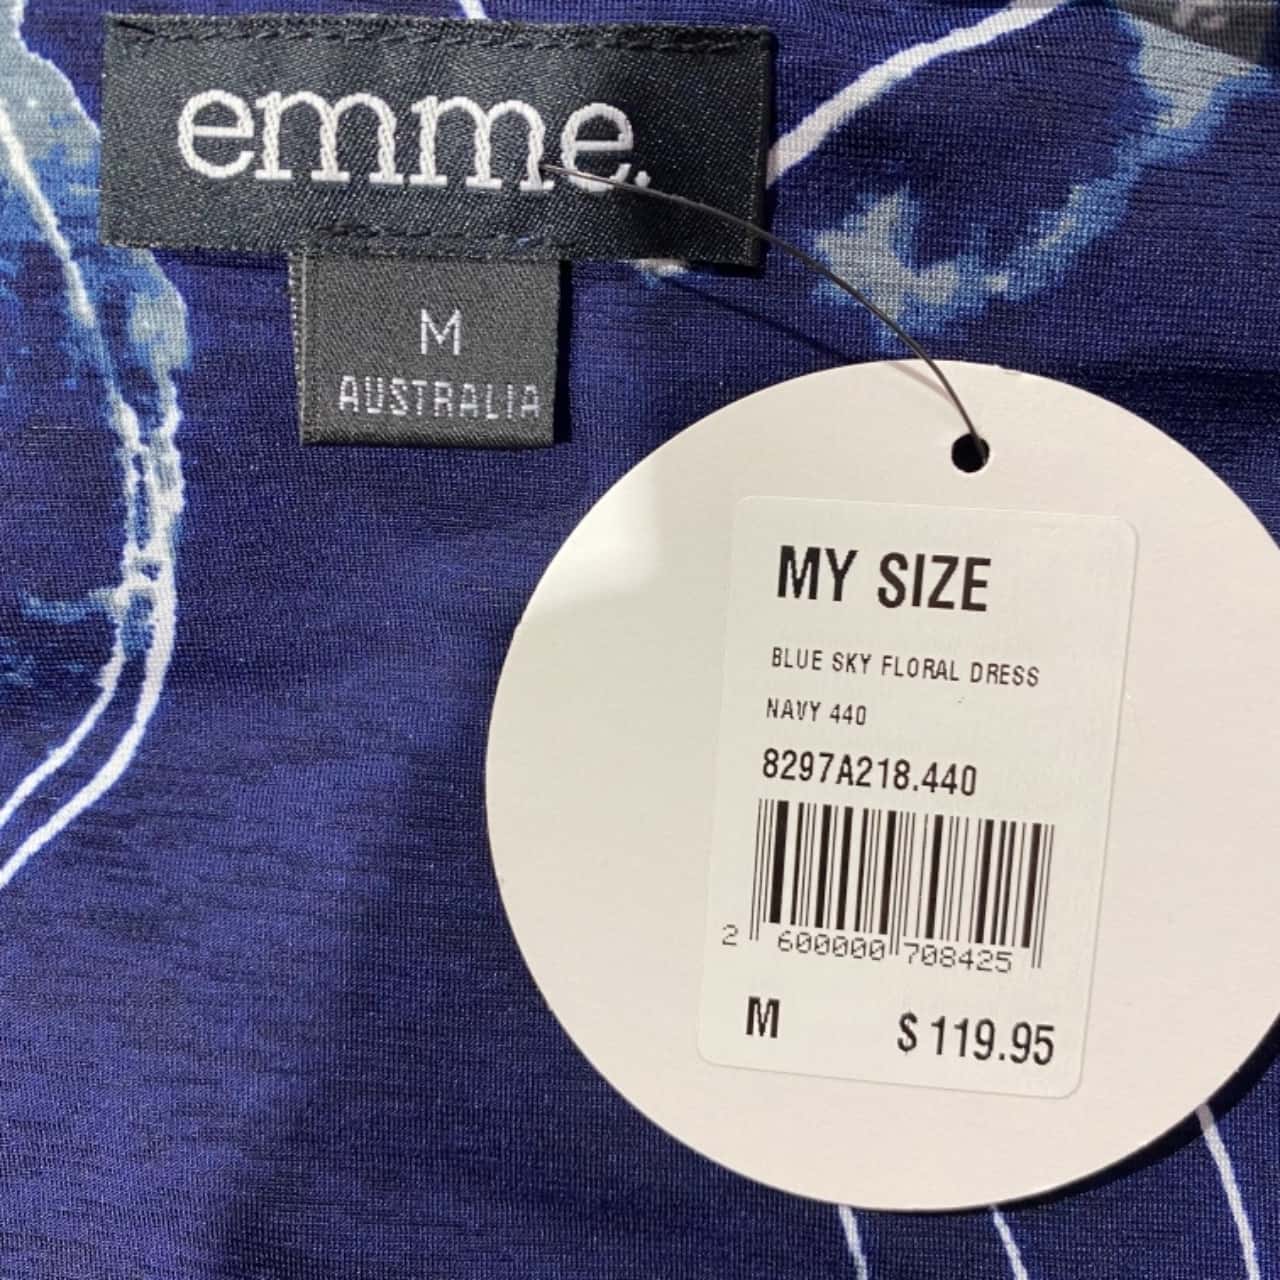 emme.
M
AUSTRALIA
MY SIZE
BLUE SKY FLORAL DRESS
NAVY 440
8297A218.440
2 600000 708425
M $119.95